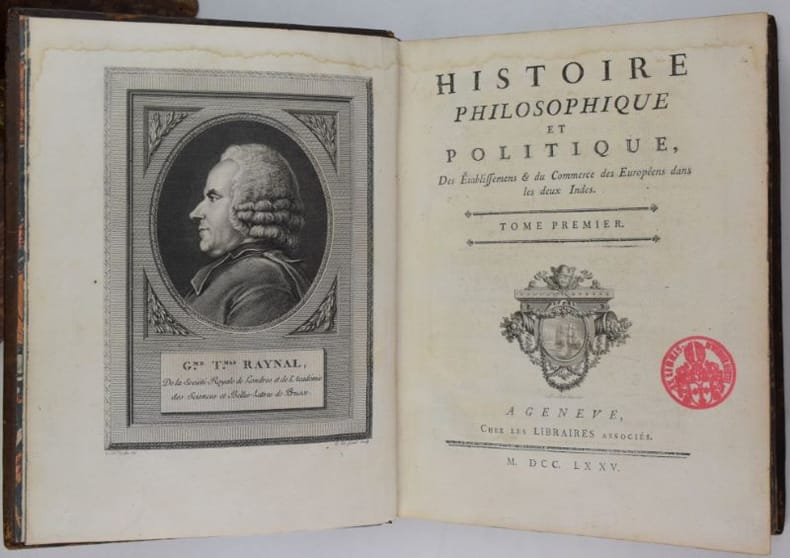 G.ME T.MAS RAYNAL,
De la Société Royale de Londres et de l'Académie
des Sciences et Belles-Lettres de Prusse.
HISTOIRE
PHILOSOPHIQUE
ET
POLITIQUE,
Des Établiſſemens & du Commerce des Européens dans
les deux Indes.
TOME PREMIER.
A GENEVE,
CHEZ LES LIBRAIRES ASSOCIÉS.
M. DCC. LXXV.